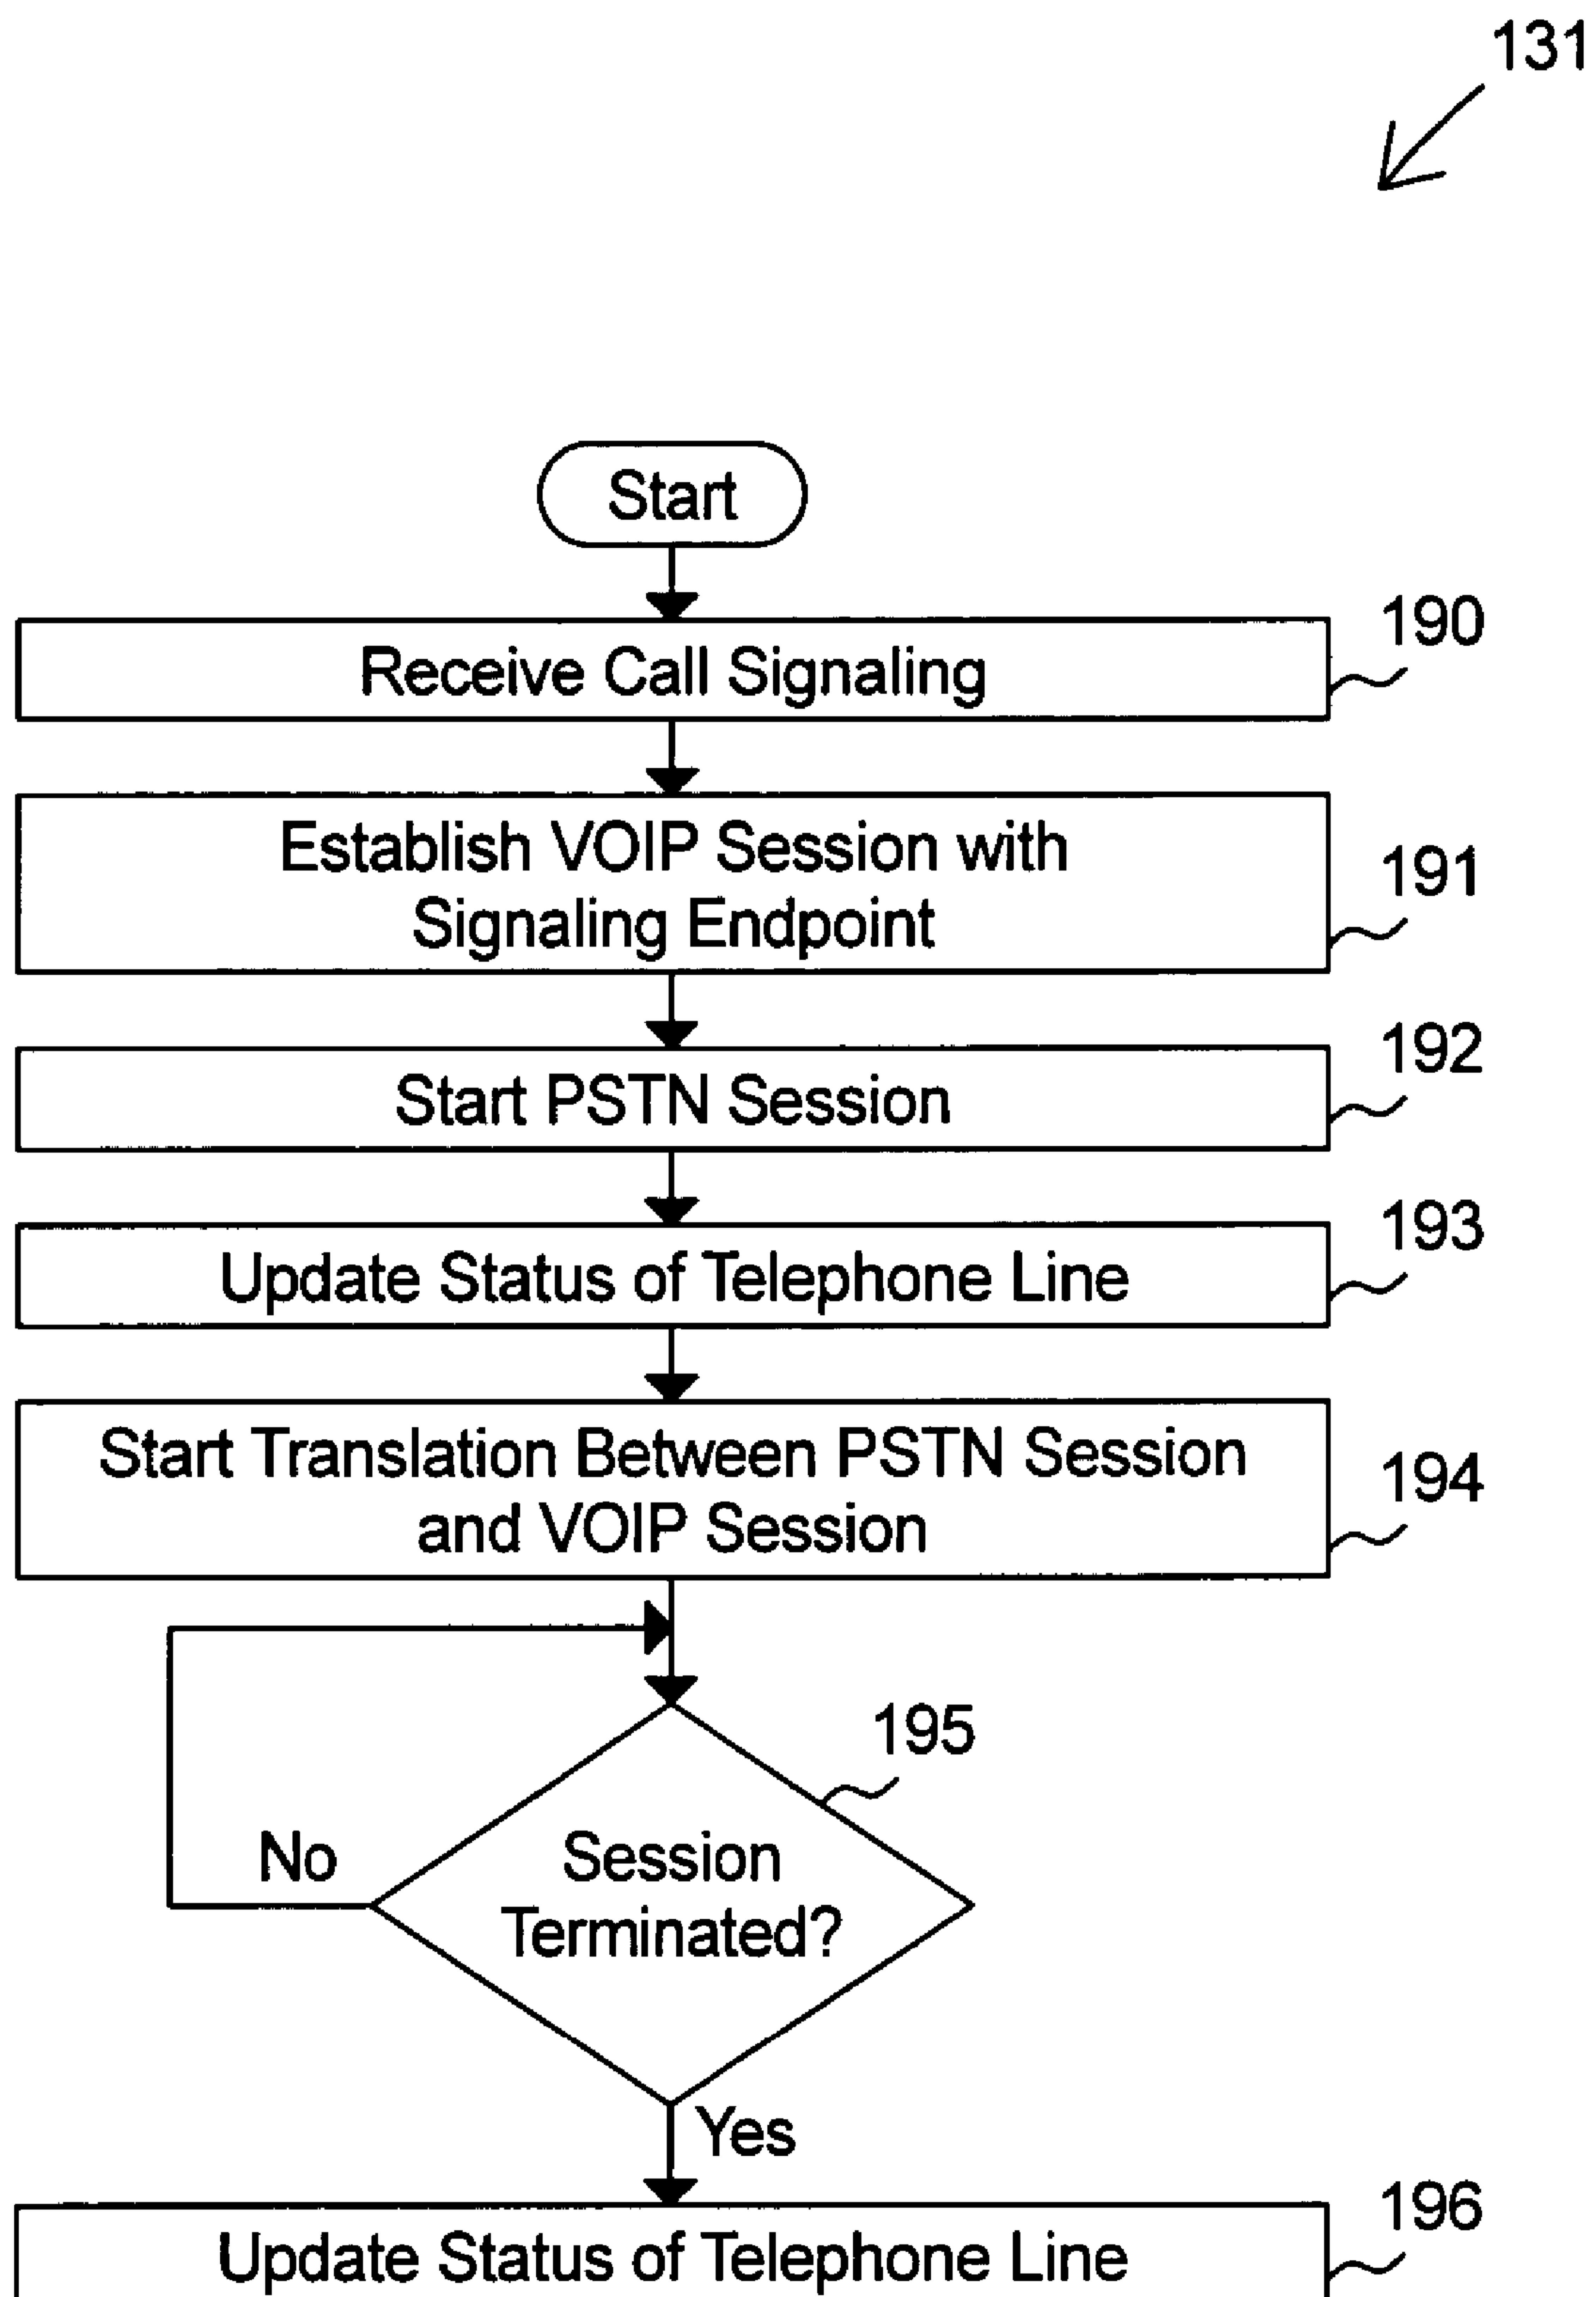 131
Start
Receive Call Signaling
190
Establish VOIP Session with
Signaling Endpoint
191
Start PSTN Session
192
Update Status of Telephone Line
193
Start Translation Between PSTN Session
and VOIP Session
194
195
No
Session
Terminated?
Yes
Update Status of Telephone Line
196